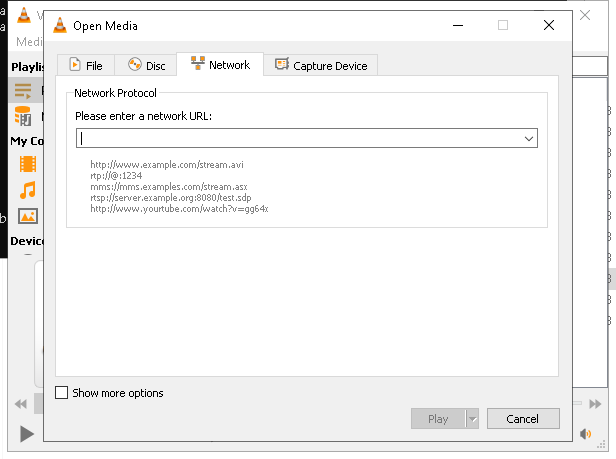 Open Media
Medi
File
Disc
Network
Capture Device
Playlis
Network Protocol
Please enter a network URL:
http://www.example.com/stream.avi
rtp://@:1234
mms://mms.examples.com/stream.asx
rtsp://server.example.org:8080/test.sdp
http://www.yourtube.com/watch?v=gg64x
My Co
Device
Show more options
Play
Cancel